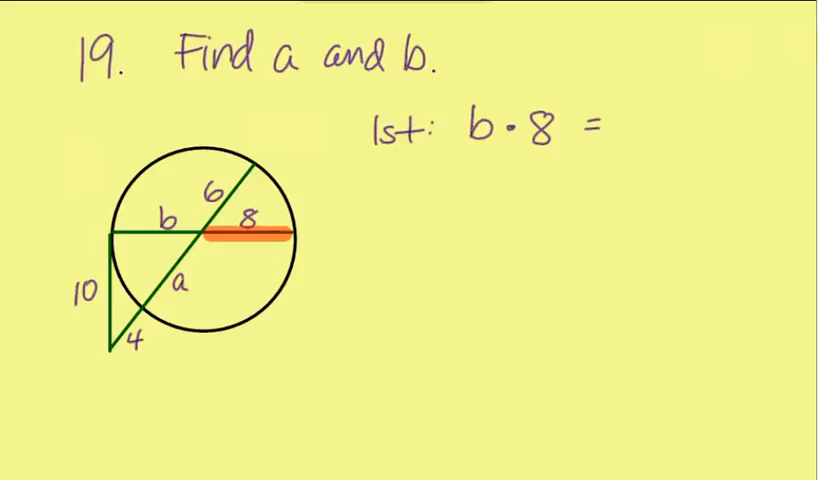 19. Find a and b.
1st: b · 8 =
6
b 8
10 a
4